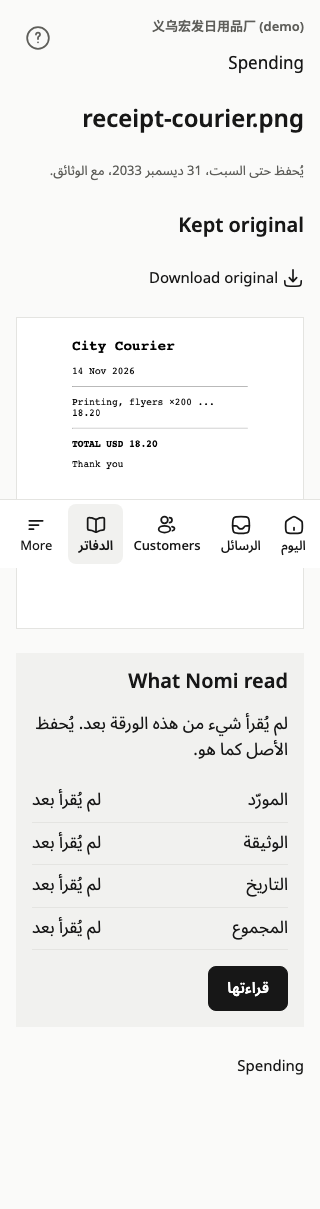 义乌宏发日用品厂 (demo)
Spending
receipt-courier.png
يُحفظ حتى السبت، 31 ديسمبر 2033، مع الوثائق.
Kept original
Download original
City Courier
14 Nov 2026
Printing, flyers ×200 ...
18.20
TOTAL USD 18.20
Thank you
اليوم
الرسائل
Customers
الدفاتر
More
What Nomi read
لم يُقرأ شيء من هذه الورقة بعد. يُحفظ
الأصل كما هو.
المورّد لم يُقرأ بعد
الوثيقة لم يُقرأ بعد
التاريخ لم يُقرأ بعد
المجموع لم يُقرأ بعد
قراءتها
Spending